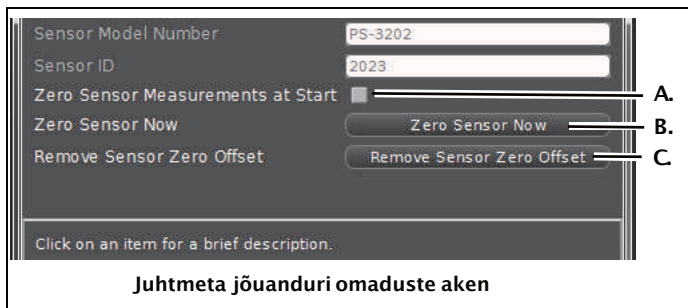 Sensor Model Number PS-3202
Sensor ID 2023
Zero Sensor Measurements at Start A.
Zero Sensor Now Zero Sensor Now B.
Remove Sensor Zero Offset Remove Sensor Zero Offset C.
Click on an item for a brief description.
Juhtmeta jõuanduri omaduste aken